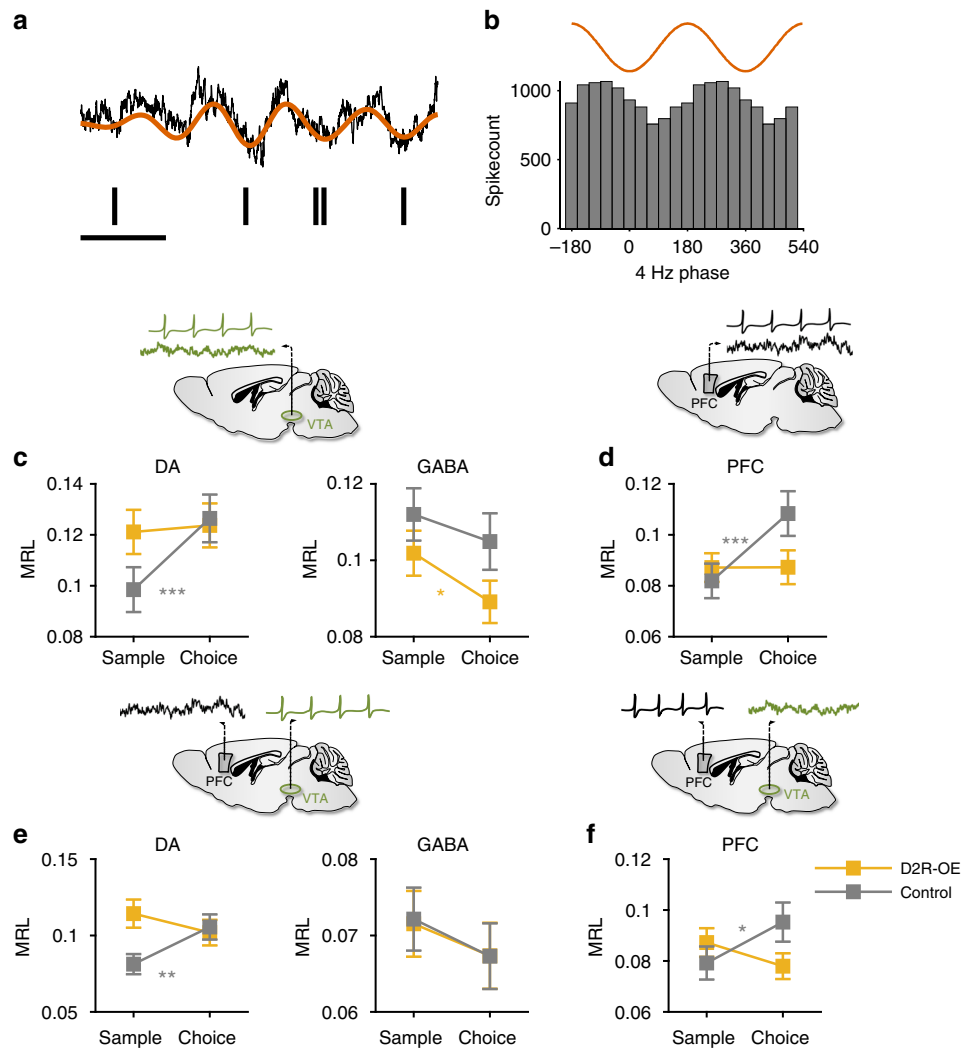 a
b
1000
500
0
Spikecount
−180
0
180
360
540
4 Hz phase
VTA
PFC
c
DA
0.14
0.12
0.1
0.08
MRL
***
Sample
Choice
GABA
0.12
0.1
0.08
MRL
*
Sample
Choice
d
PFC
0.12
0.1
0.08
0.06
MRL
***
Sample
Choice
PFC
VTA
PFC
VTA
e
DA
0.15
0.1
0.05
MRL
**
Sample
Choice
GABA
0.08
0.07
0.06
MRL
Sample
Choice
f
PFC
0.12
0.1
0.08
0.06
MRL
*
Sample
Choice
D2R-OE
Control